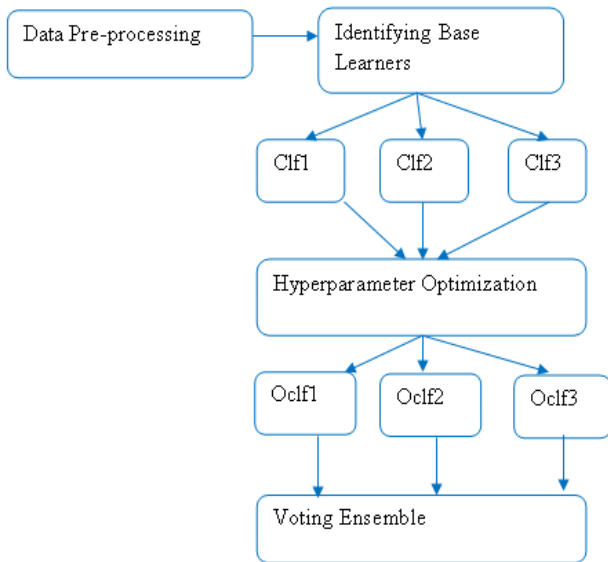 Data Pre-processing
Identifying Base
Learners
Clf1
Clf2
Clf3
Hyperparameter Optimization
Oclf1
Oclf2
Oclf3
Voting Ensemble